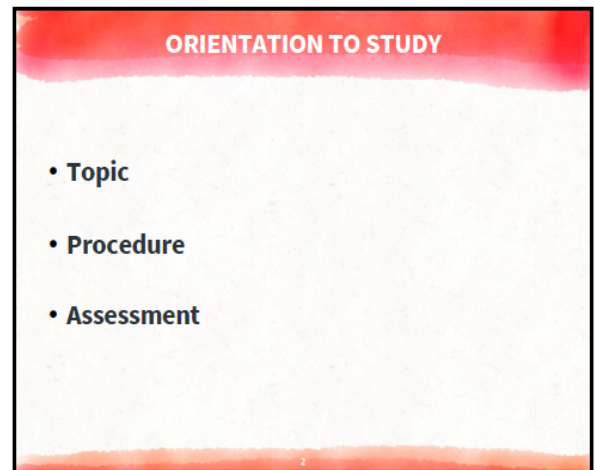 ORIENTATION TO STUDY
• Topic
• Procedure
• Assessment
2